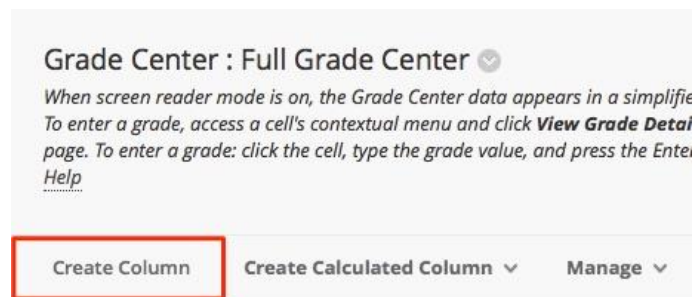 Grade Center : Full Grade Center
When screen reader mode is on, the Grade Center data appears in a simplifie
To enter a grade, access a cell's contextual menu and click View Grade Detai
page. To enter a grade: click the cell, type the grade value, and press the Enter
Help
Create Column Create Calculated Column Manage